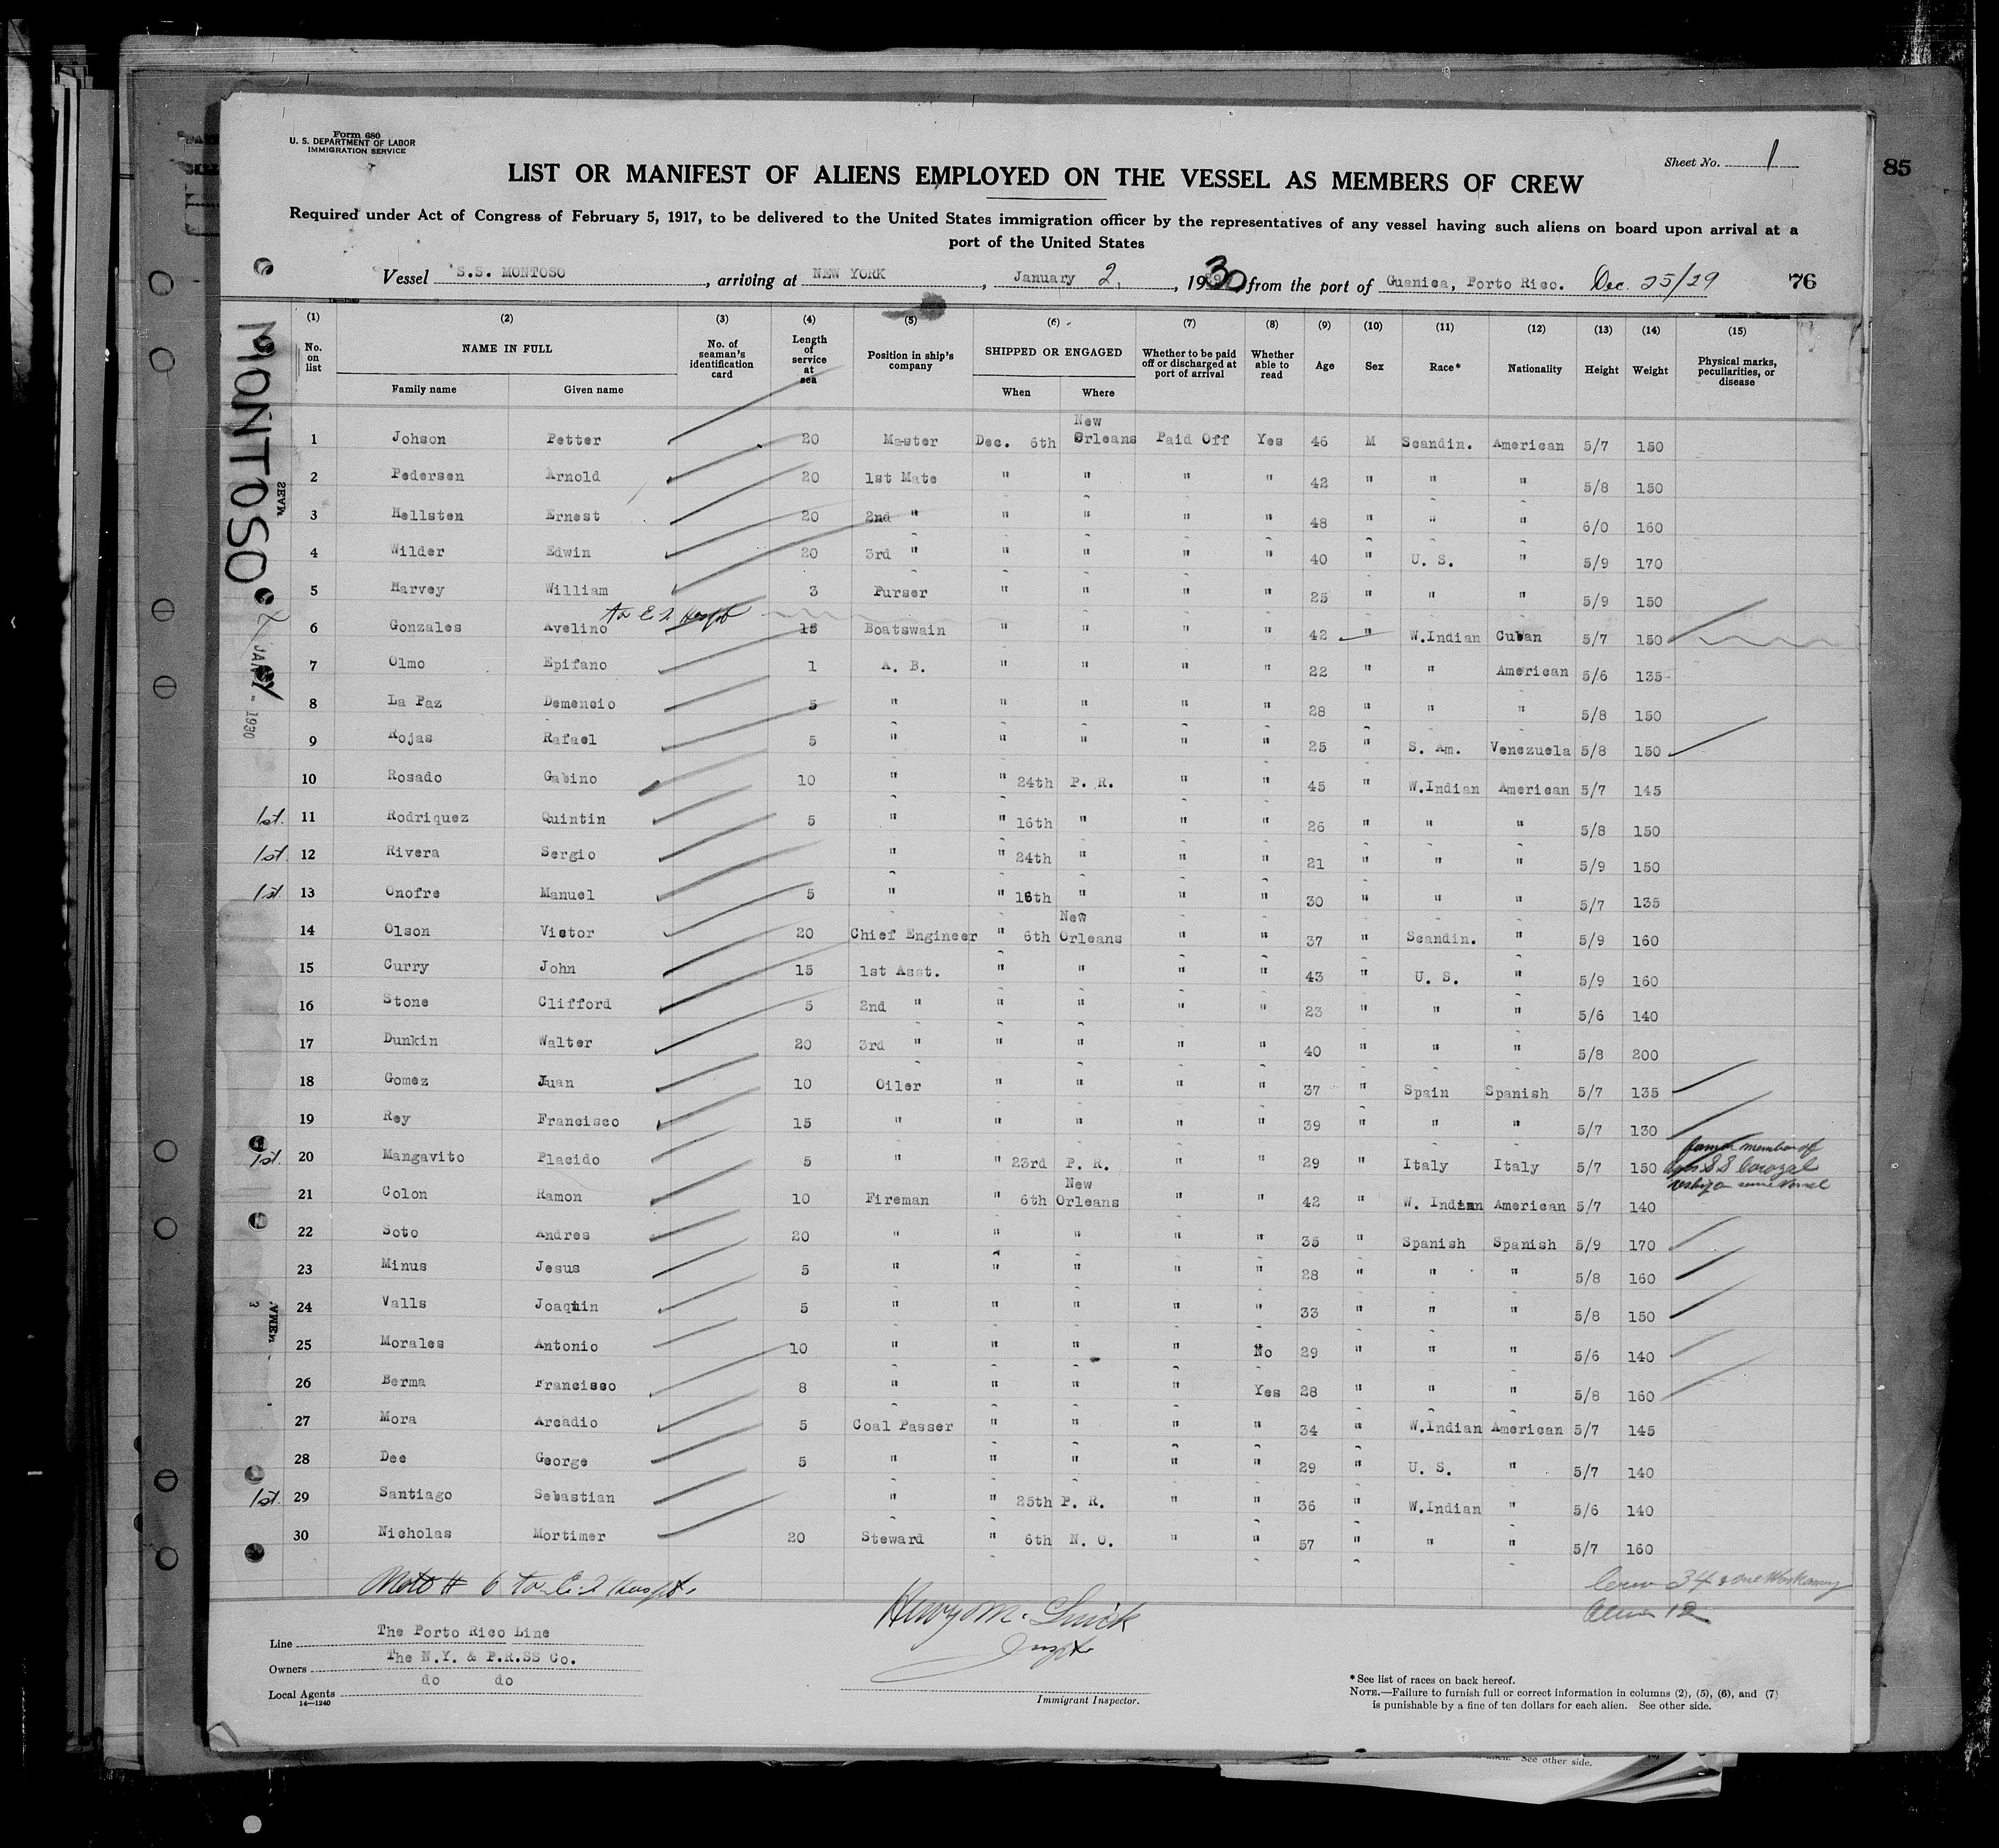 Form 680
U. S. DEPARTMENT OF LABOR
IMMIGRATION SERVICE
Sheet No. 1
85
LIST OR MANIFEST OF ALIENS EMPLOYED ON THE VESSEL AS MEMBERS OF CREW
Required under Act of Congress of February 5, 1917, to be delivered to the United States immigration officer by the representatives of any vessel having such aliens on board upon arrival at a
port of the United States
Vessel S.S. MONTOSO, arriving at NEW YORK, January 2, 1930, from the port of Guanica, Porto Rico. Dec. 25/29 76
MONTOSO
JAN 1930
(1) (2) (3) (4) (5) (6) (7) (8) (9) (10) (11) (12) (13) (14) (15)
No. on list NAME IN FULL Family name Given name No. of seaman's identification card Length of service at sea Position in ship's company SHIPPED OR ENGAGED When Where Whether to be paid off or discharged at port of arrival Whether able to read Age Sex Race* Nationality Height Weight Physical marks, peculiarities, or disease
1 Johson Petter 20 Master Dec. 6th New Orleans Paid Off Yes 46 M Scandin. American 5/7 150
2 Pedersen Arnold 20 1st Mate " " " " 42 " " " 5/8 150
3 Hellsten Ernest 20 2nd " " " " " 48 " " " 6/0 160
4 Wilder Edwin 20 3rd " " " " " 40 " U. S. " 5/9 170
5 Harvey William 3 Purser " " " " 25 " " " 5/9 150
6 Gonzales Avelino 15 Boatswain " " " " 42 " W.Indian Cuban 5/7 150
7 Olmo Epifano 1 A. B. " " " " 22 " " American 5/6 135
8 La Paz Demencio 5 " " " " " 28 " " " 5/8 150
9 Rojas Rafael 5 " " " " " 25 " S. Am. Venezuela 5/8 150
10 Rosado Gabino 10 " " 24th P. R. " " 45 " W.Indian American 5/7 145
1st. 11 Rodriquez Quintin 5 " " 16th " " " 26 " " " 5/8 150
1st 12 Rivera Sergio " " 24th " " " 21 " " " 5/9 150
1st. 13 Onofre Manuel 5 " " 16th " " " 30 " " " 5/7 135
14 Olson Victor 20 Chief Engineer " 6th New Orleans " " 37 " Scandin. " 5/9 160
15 Curry John 15 1st Asst. " " " " 43 " U. S. " 5/9 160
16 Stone Clifford 5 2nd " " " " " 23 " " " 5/6 140
17 Dunkin Walter 20 3rd " " " " " 40 " " " 5/8 200
18 Gomez Juan 10 Oiler " " " " 37 " Spain Spanish 5/7 135
19 Rey Francisco 15 " " " " " 39 " " " 5/7 130
1st. 20 Mangavito Placido 5 " " 23rd P. R. " " 29 " Italy Italy 5/7 150 member of S S Corozal
21 Colon Ramon 10 Fireman " 6th New Orleans " " 42 " W. Indian American 5/7 140
22 Soto Andres 20 " " " " " 35 " Spanish Spanish 5/9 170
23 Minus Jesus 5 " " " " " 28 " " " 5/8 160
24 Valls Joaquin 5 " " " " " 33 " " " 5/8 150
25 Morales Antonio 10 " " " " No 29 " " " 5/6 140
26 Berma Francisco 8 " " " " Yes 28 " " " 5/8 160
27 Mora Arcadio 5 Coal Passer " " " " 34 " W.Indian American 5/7 145
28 Dee George 5 " " " " " 29 " U. S. " 5/7 140
1st. 29 Santiago Sebastian " " 25th P. R. " " 36 " W.Indian " 5/6 140
30 Nicholas Mortimer 20 Steward " 6th N. O. " " 57 " " " 5/7 160
# 6 to E. I.
Crew 34
12
Line The Porto Rico Line
Owners The N.Y. & P.R.SS Co.
Local Agents do do
14—1240
Immigrant Inspector.
*See list of races on back hereof.
NOTE.—Failure to furnish full or correct information in columns (2), (5), (6), and (7)
is punishable by a fine of ten dollars for each alien. See other side.
See other side.